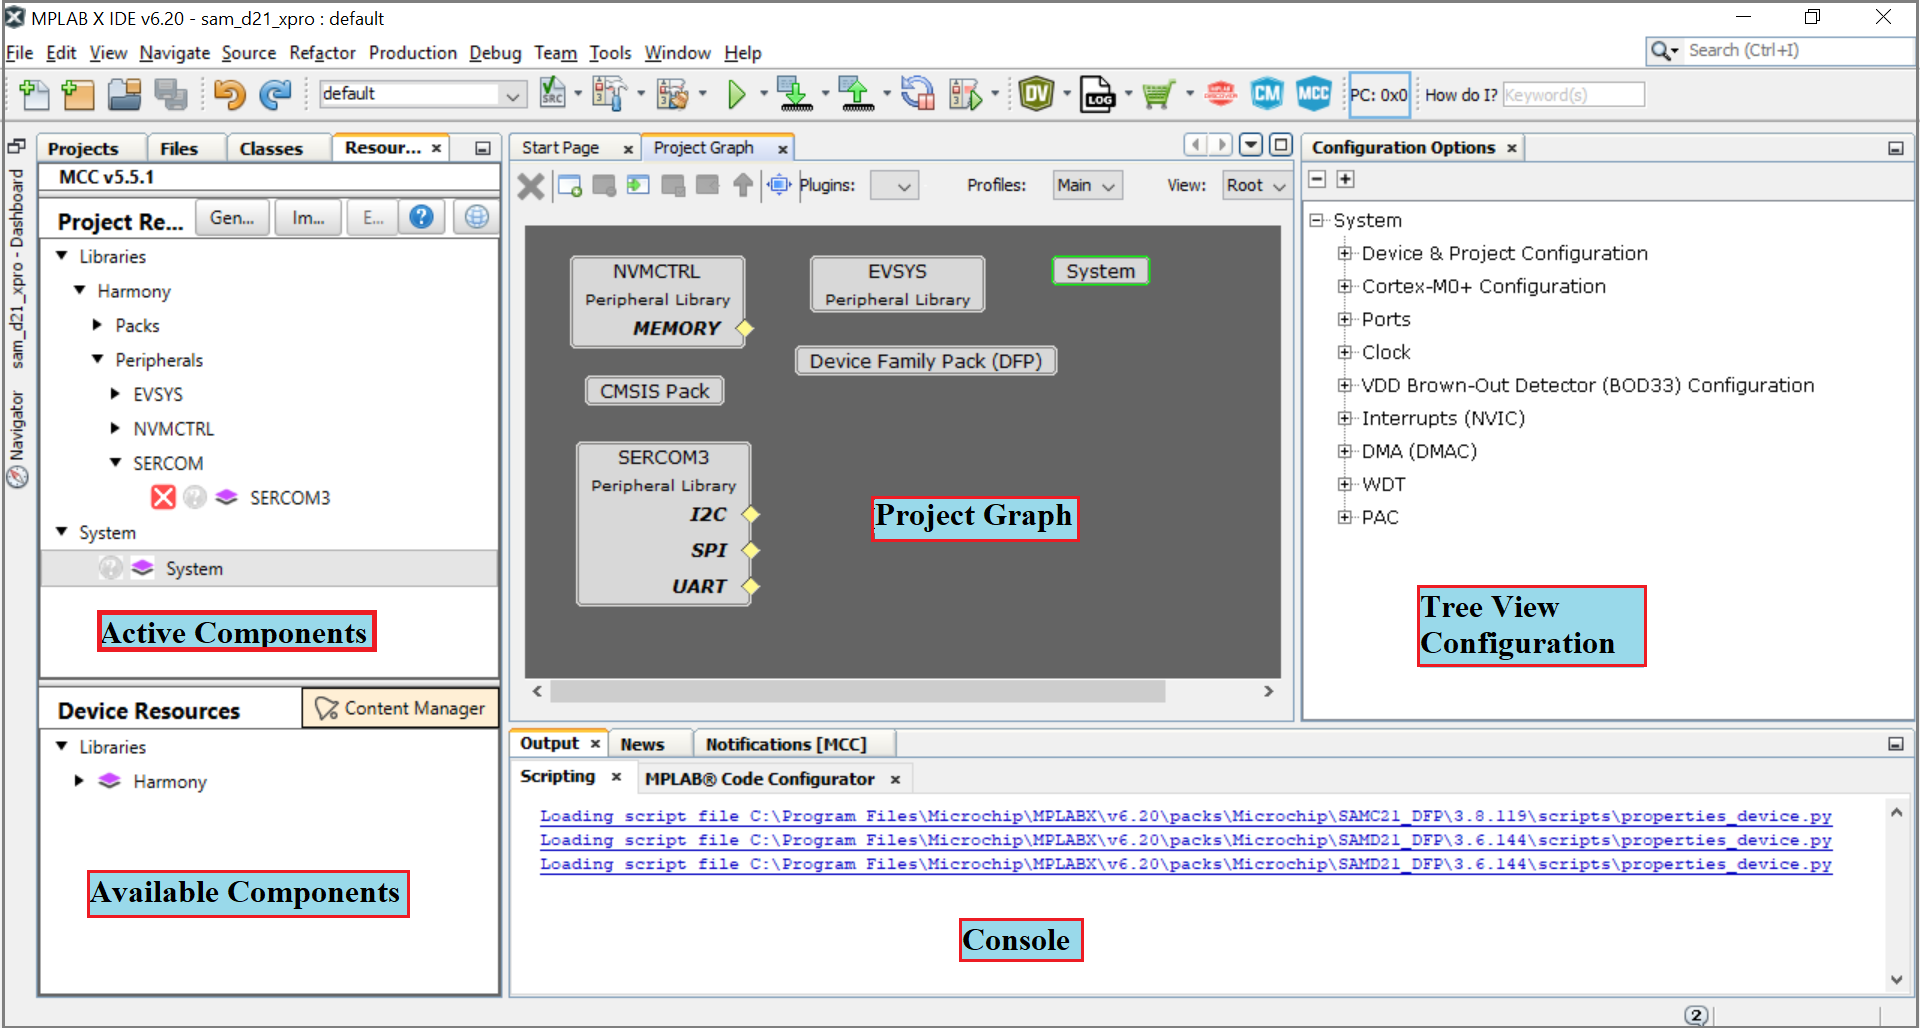 MPLAB X IDE v6.20 - sam_d21_xpro : default
File Edit View Navigate Source Refactor Production Debug Team Tools Window Help
Search (Ctrl+I)
default
SRC
DV
LOG
CM
MCC
PC: 0x0
How do I?
Keyword(s)
sam_d21_xpro - Dashboard
Navigator
Projects
Files
Classes
Resour...
MCC v5.5.1
Project Re...
Gen...
Im...
E...
Libraries
Harmony
Packs
Peripherals
EVSYS
NVMCTRL
SERCOM
SERCOM3
System
System
Active Components
Device Resources
Content Manager
Libraries
Harmony
Available Components
Start Page
Project Graph
Plugins:
Profiles:
Main
View:
Root
NVMCTRL
Peripheral Library
MEMORY
EVSYS
Peripheral Library
System
Device Family Pack (DFP)
CMSIS Pack
SERCOM3
Peripheral Library
I2C
SPI
UART
Project Graph
Configuration Options
System
Device & Project Configuration
Cortex-M0+ Configuration
Ports
Clock
VDD Brown-Out Detector (BOD33) Configuration
Interrupts (NVIC)
DMA (DMAC)
WDT
PAC
Tree View
Configuration
Output
News
Notifications [MCC]
Scripting
MPLAB® Code Configurator
Loading script file C:\Program Files\Microchip\MPLABX\v6.20\packs\Microchip\SAMC21_DFP\3.8.119\scripts\properties_device.py
Loading script file C:\Program Files\Microchip\MPLABX\v6.20\packs\Microchip\SAMD21_DFP\3.6.144\scripts\properties_device.py
Loading script file C:\Program Files\Microchip\MPLABX\v6.20\packs\Microchip\SAMD21_DFP\3.6.144\scripts\properties_device.py
Console
2